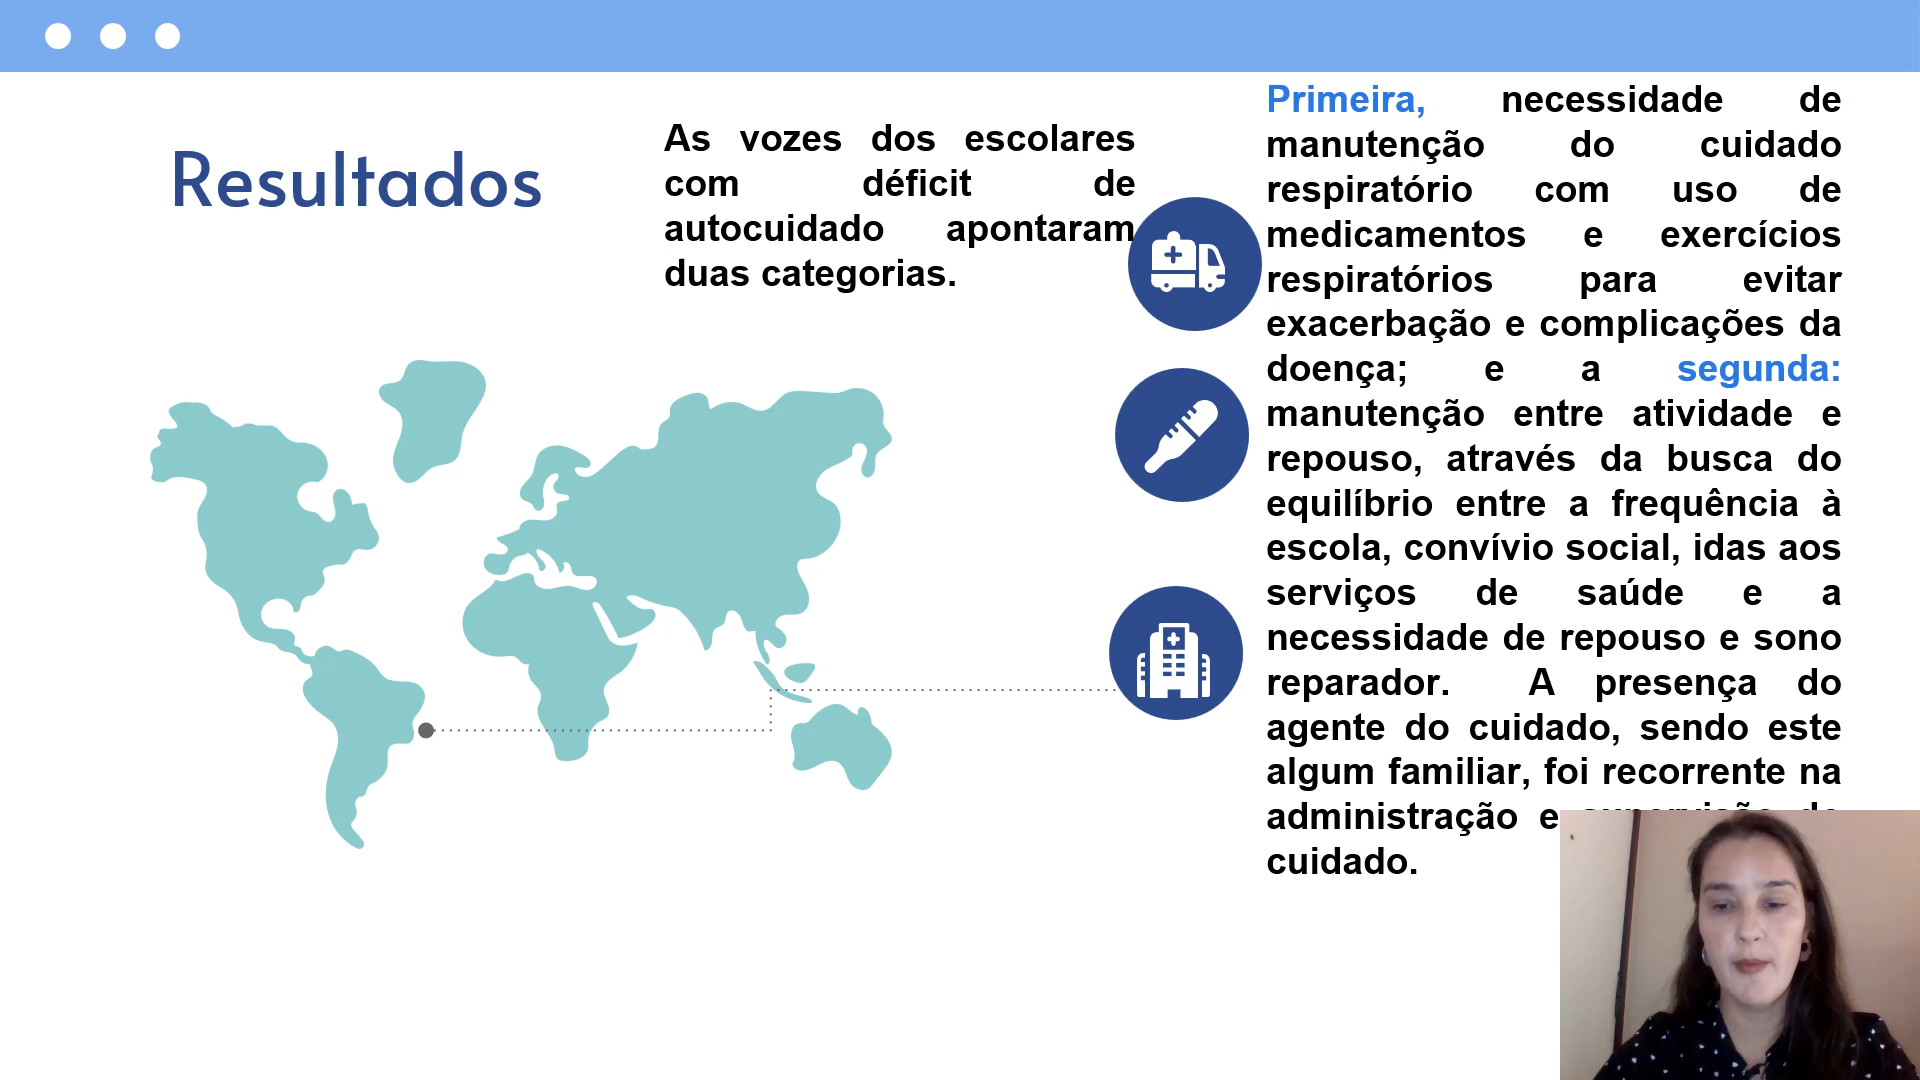 Resultados
As vozes dos escolares
com déficit de
autocuidado apontaram
duas categorias.
Primeira, necessidade de
manutenção do cuidado
respiratório com uso de
medicamentos e exercícios
respiratórios para evitar
exacerbação e complicações da
doença; e a segunda:
manutenção entre atividade e
repouso, através da busca do
equilíbrio entre a frequência à
escola, convívio social, idas aos
serviços de saúde e a
necessidade de repouso e sono
reparador. A presença do
agente do cuidado, sendo este
algum familiar, foi recorrente na
administração e
cuidado.